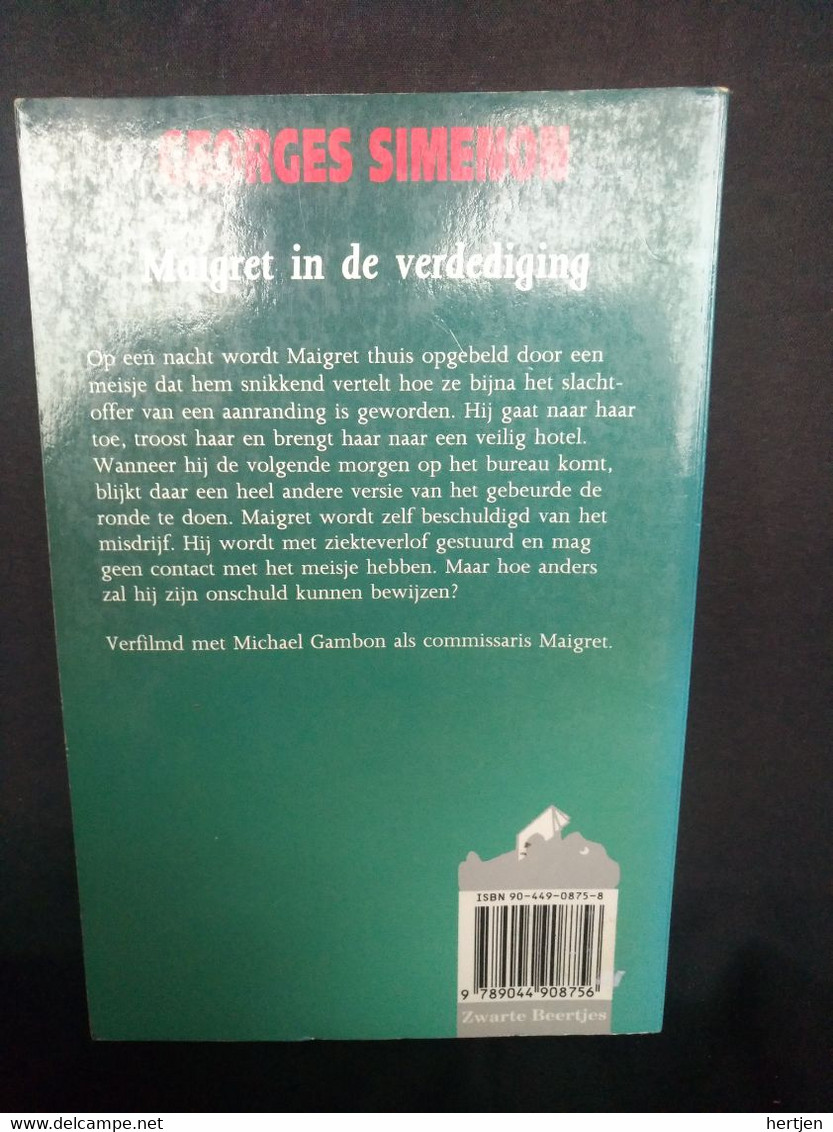 GEORGES SIMENON
Maigret in de verdediging
Op een nacht wordt Maigret thuis opgebeld door een
meisje dat hem snikkend vertelt hoe ze bijna het slacht-
offer van een aanranding is geworden. Hij gaat naar haar
toe, troost haar en brengt haar naar een veilig hotel.
Wanneer hij de volgende morgen op het bureau komt,
blijkt daar een heel andere versie van het gebeurde de
ronde te doen. Maigret wordt zelf beschuldigd van het
misdrijf. Hij wordt met ziekteverlof gestuurd en mag
geen contact met het meisje hebben. Maar hoe anders
zal hij zijn onschuld kunnen bewijzen?
Verfilmd met Michael Gambon als commissaris Maigret.
ISBN 90-449-0875-8
9 789044 908756
Zwarte Beertjes
delcampe.net
hertjen